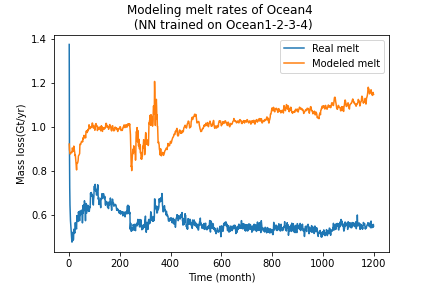 Modeling melt rates of Ocean4
(NN trained on Ocean1-2-3-4)
Real melt
Modeled melt
1.4
1.2
1.0
0.8
0.6
Mass loss(Gt/yr)
0
200
400
600
800
1000
1200
Time (month)